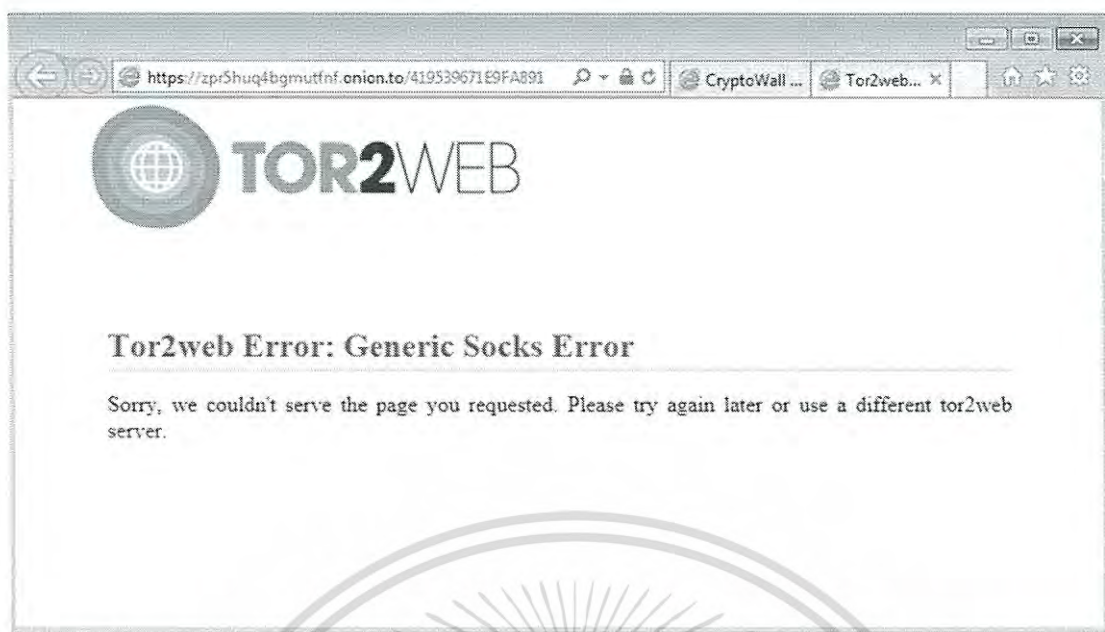 https://zpr5huq4bgmutfnf.onion.to/419539671E9FA891 CryptoWall ... Tor2web...
TOR2WEB
Tor2web Error: Generic Socks Error
Sorry, we couldn't serve the page you requested. Please try again later or use a different tor2web
server.